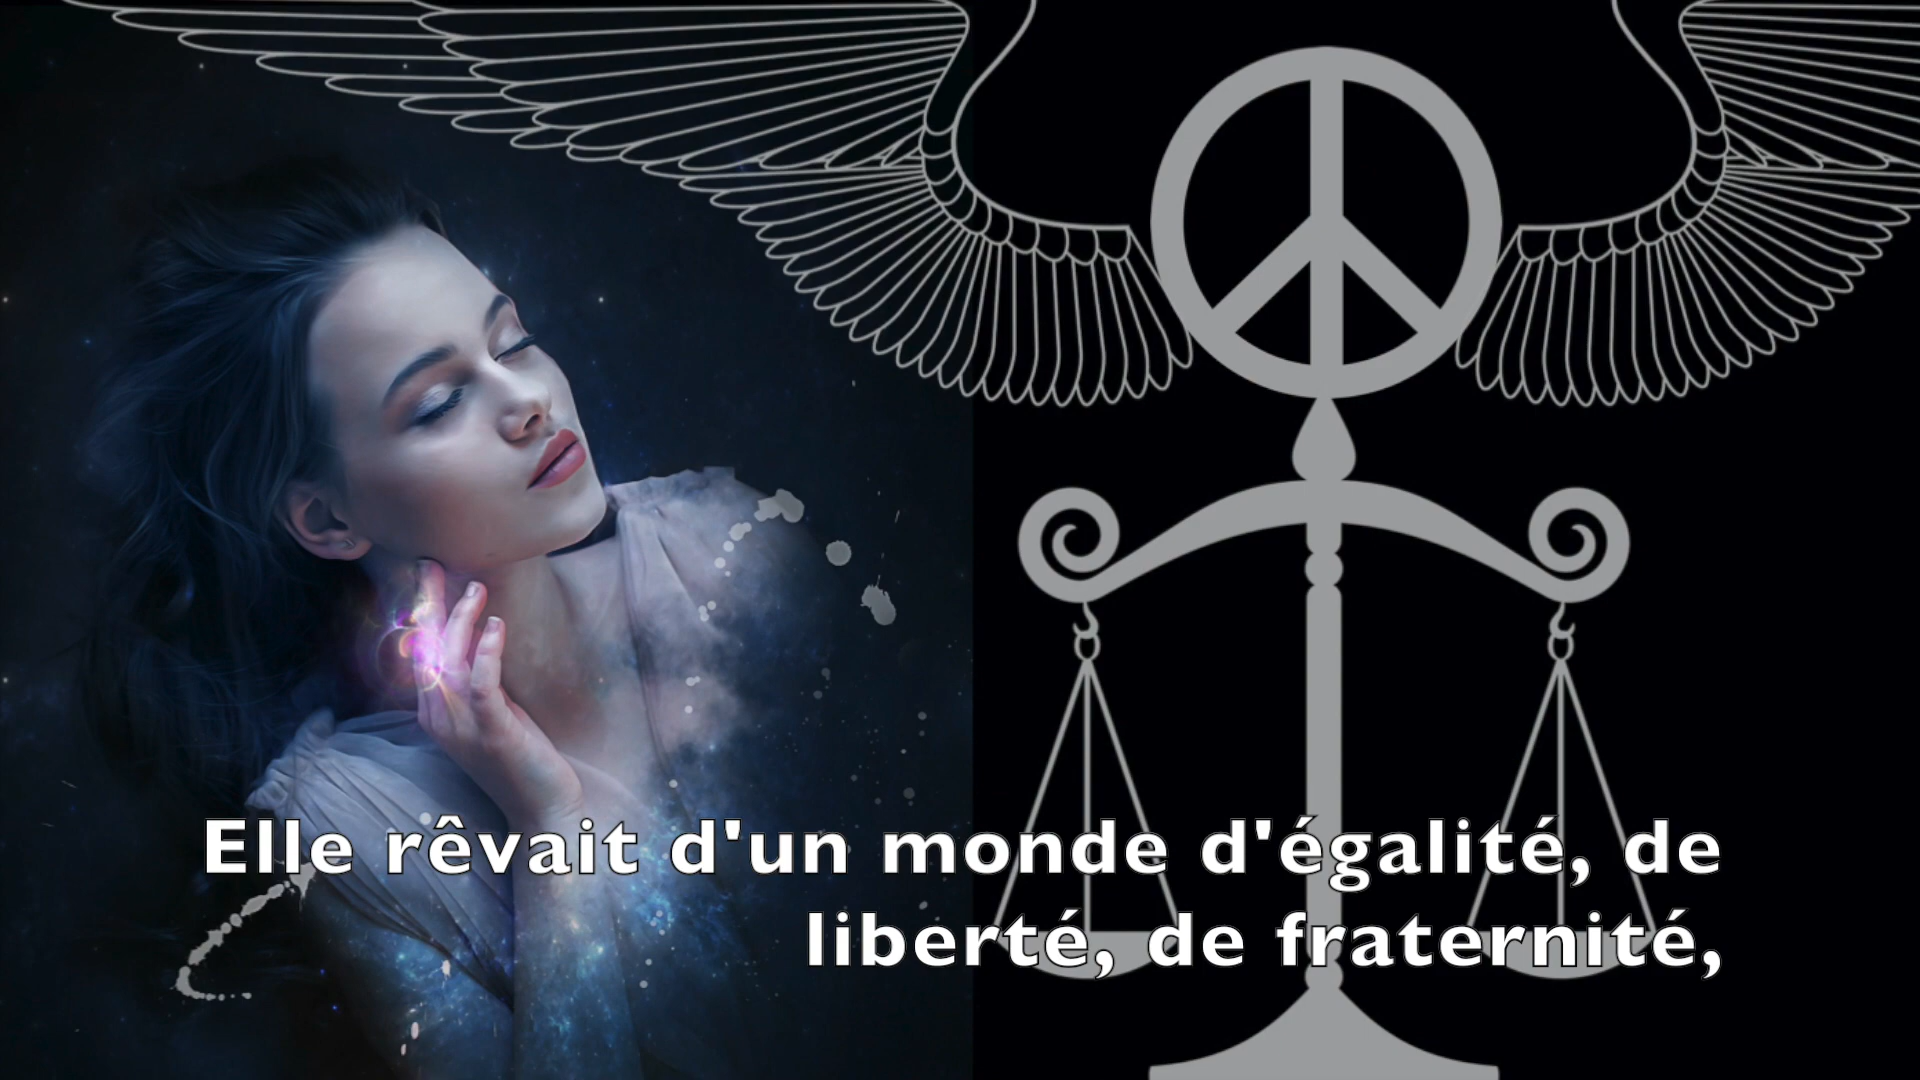 Elle rêvait d'un monde d'égalité, de
liberté, de fraternité,